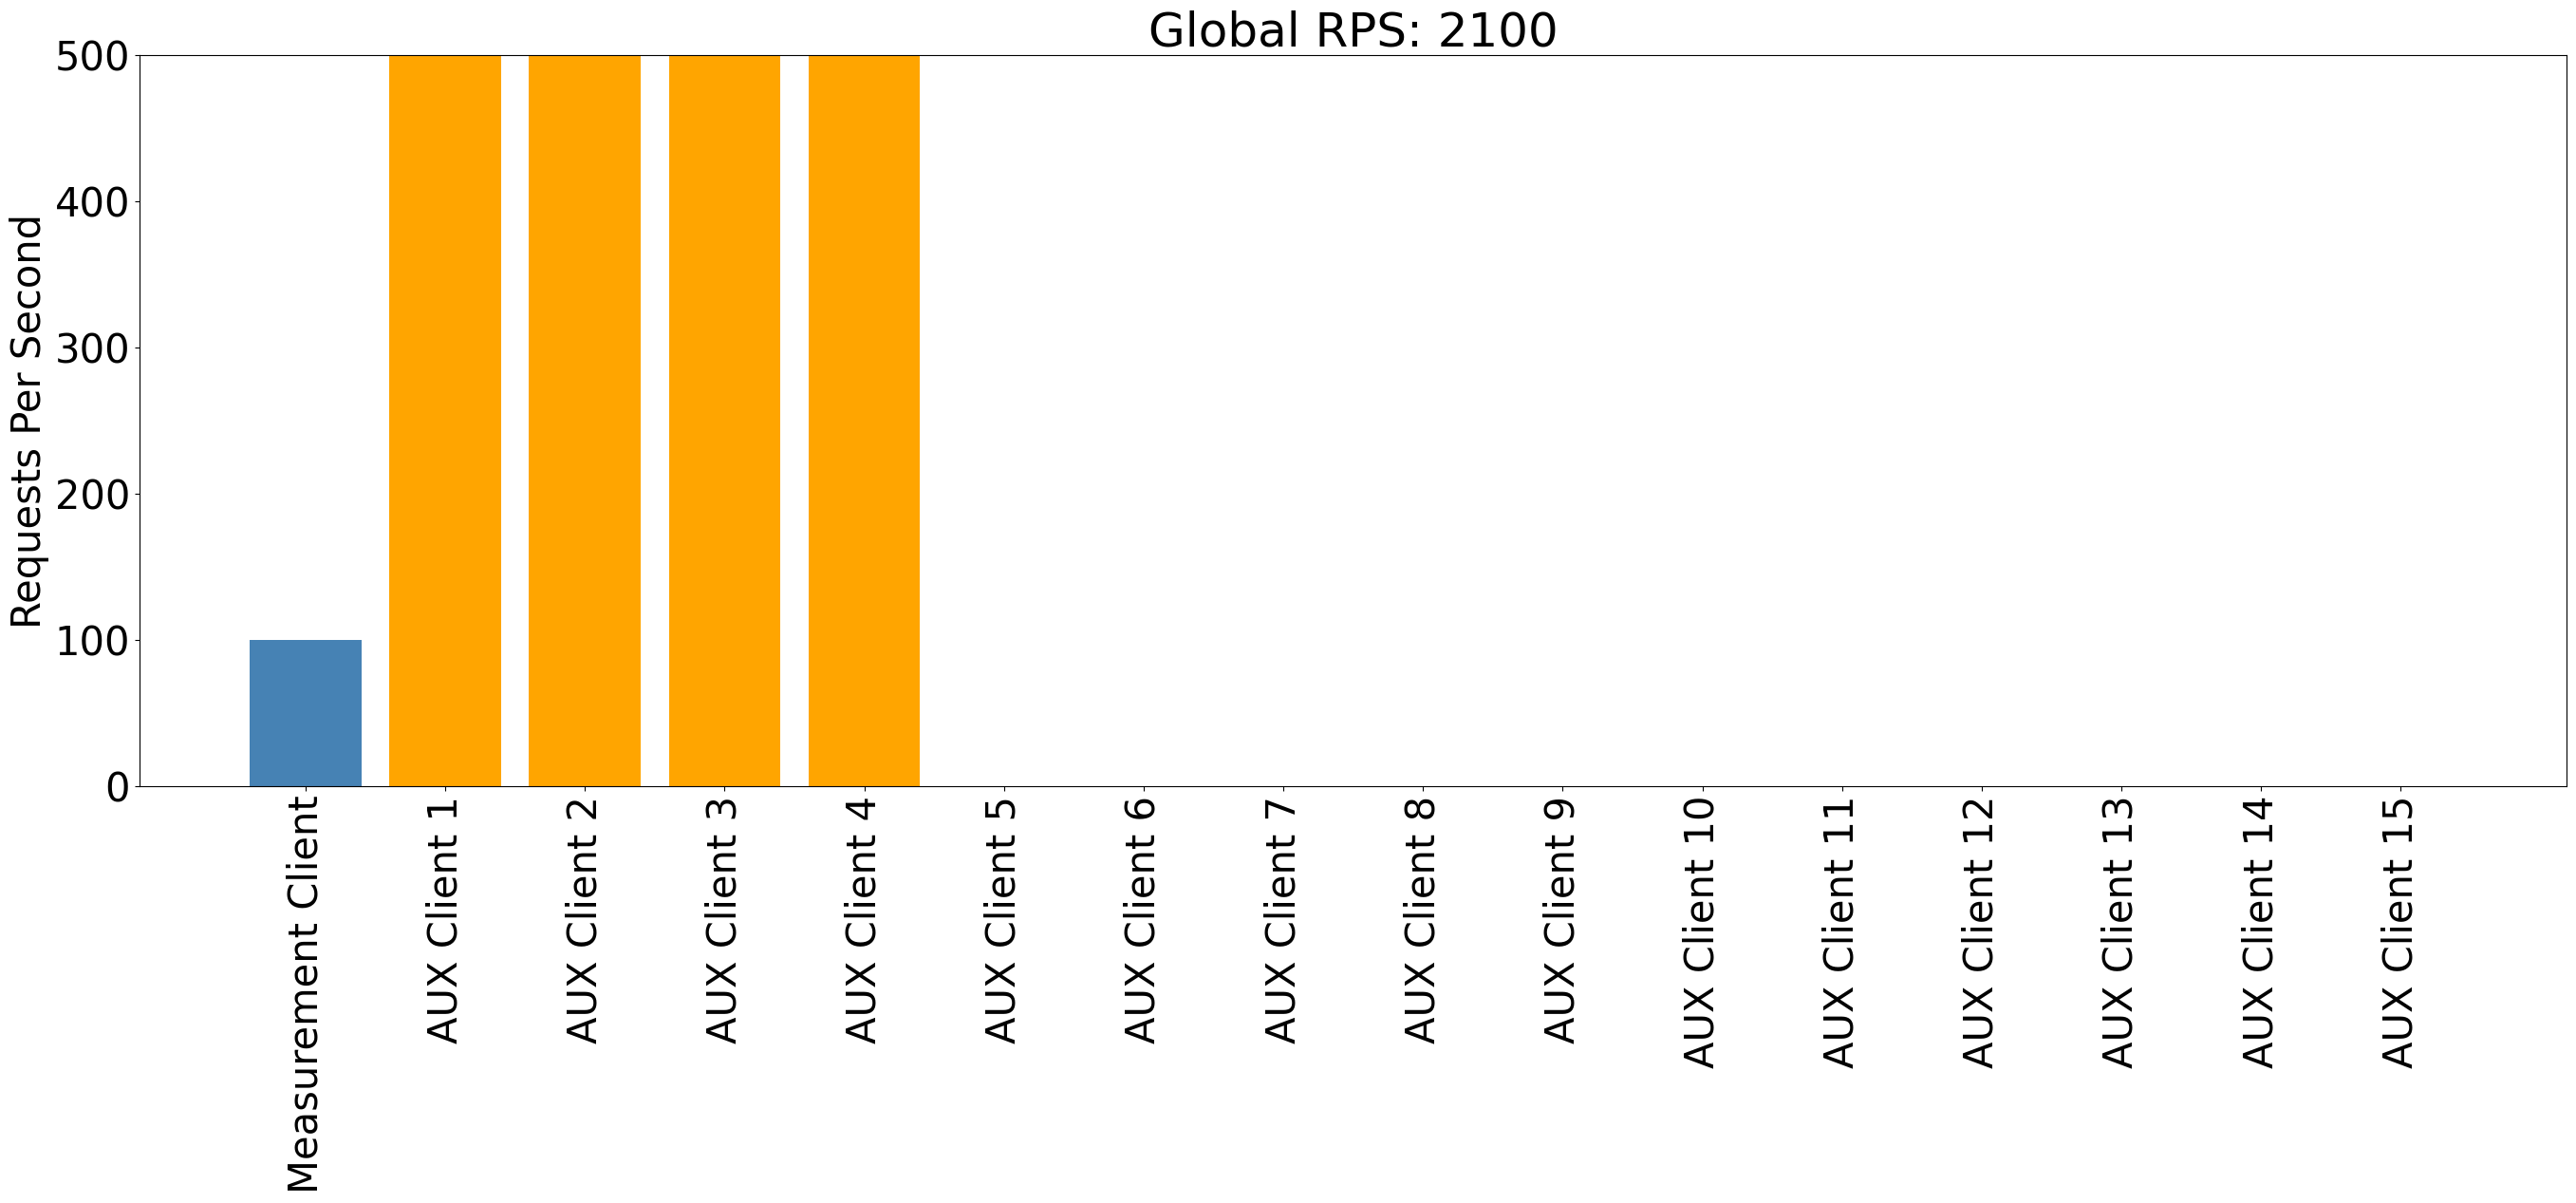 Global RPS: 2100
Requests Per Second
500
400
300
200
100
0
Measurement Client
AUX Client 1
AUX Client 2
AUX Client 3
AUX Client 4
AUX Client 5
AUX Client 6
AUX Client 7
AUX Client 8
AUX Client 9
AUX Client 10
AUX Client 11
AUX Client 12
AUX Client 13
AUX Client 14
AUX Client 15